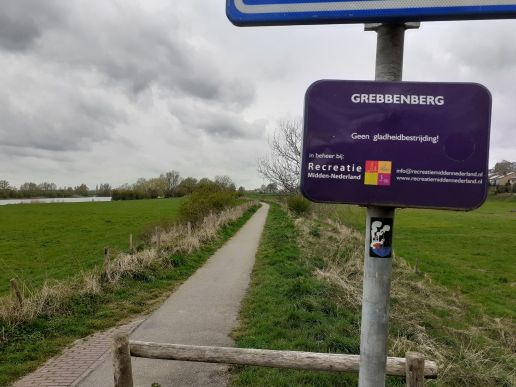 GREBBENBERG
Geen gladheidbestrijding!
in beheer bij:
Recreatie
Midden-Nederland
info@recreatiemiddennederland.nl
www.recreatiemiddennederland.nl